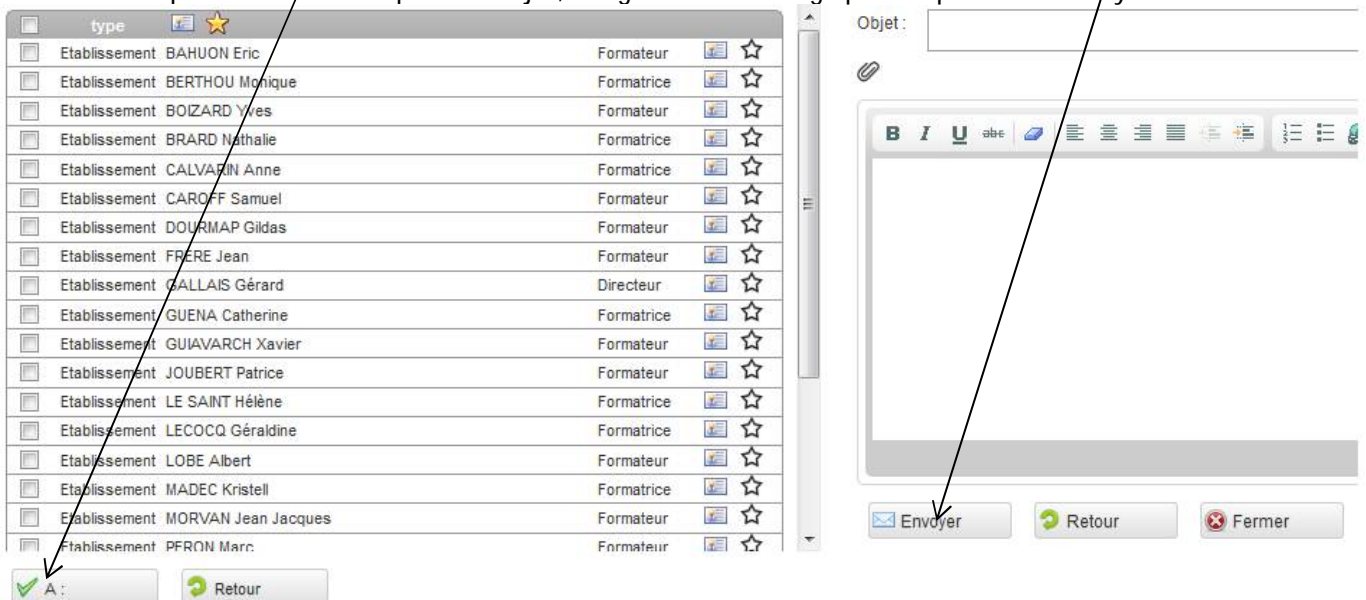 type
Etablissement BAHUON Eric Formateur
Etablissement BERTHOU Monique Formatrice
Etablissement BOIZARD Yves Formateur
Etablissement BRARD Nathalie Formatrice
Etablissement CALVARIN Anne Formatrice
Etablissement CAROFF Samuel Formateur
Etablissement DOURMAP Gildas Formateur
Etablissement FRERE Jean Formateur
Etablissement GALLAIS Gérard Directeur
Etablissement GUENA Catherine Formatrice
Etablissement GUIAVARCH Xavier Formateur
Etablissement JOUBERT Patrice Formateur
Etablissement LE SAINT Hélène Formatrice
Etablissement LECOCQ Géraldine Formatrice
Etablissement LOBE Albert Formateur
Etablissement MADEC Kristell Formatrice
Etablissement MORVAN Jean Jacques Formateur
Etablissement PERON Marc Formateur
A :
Retour
Objet :
B I U abc
Envoyer
Retour
Fermer